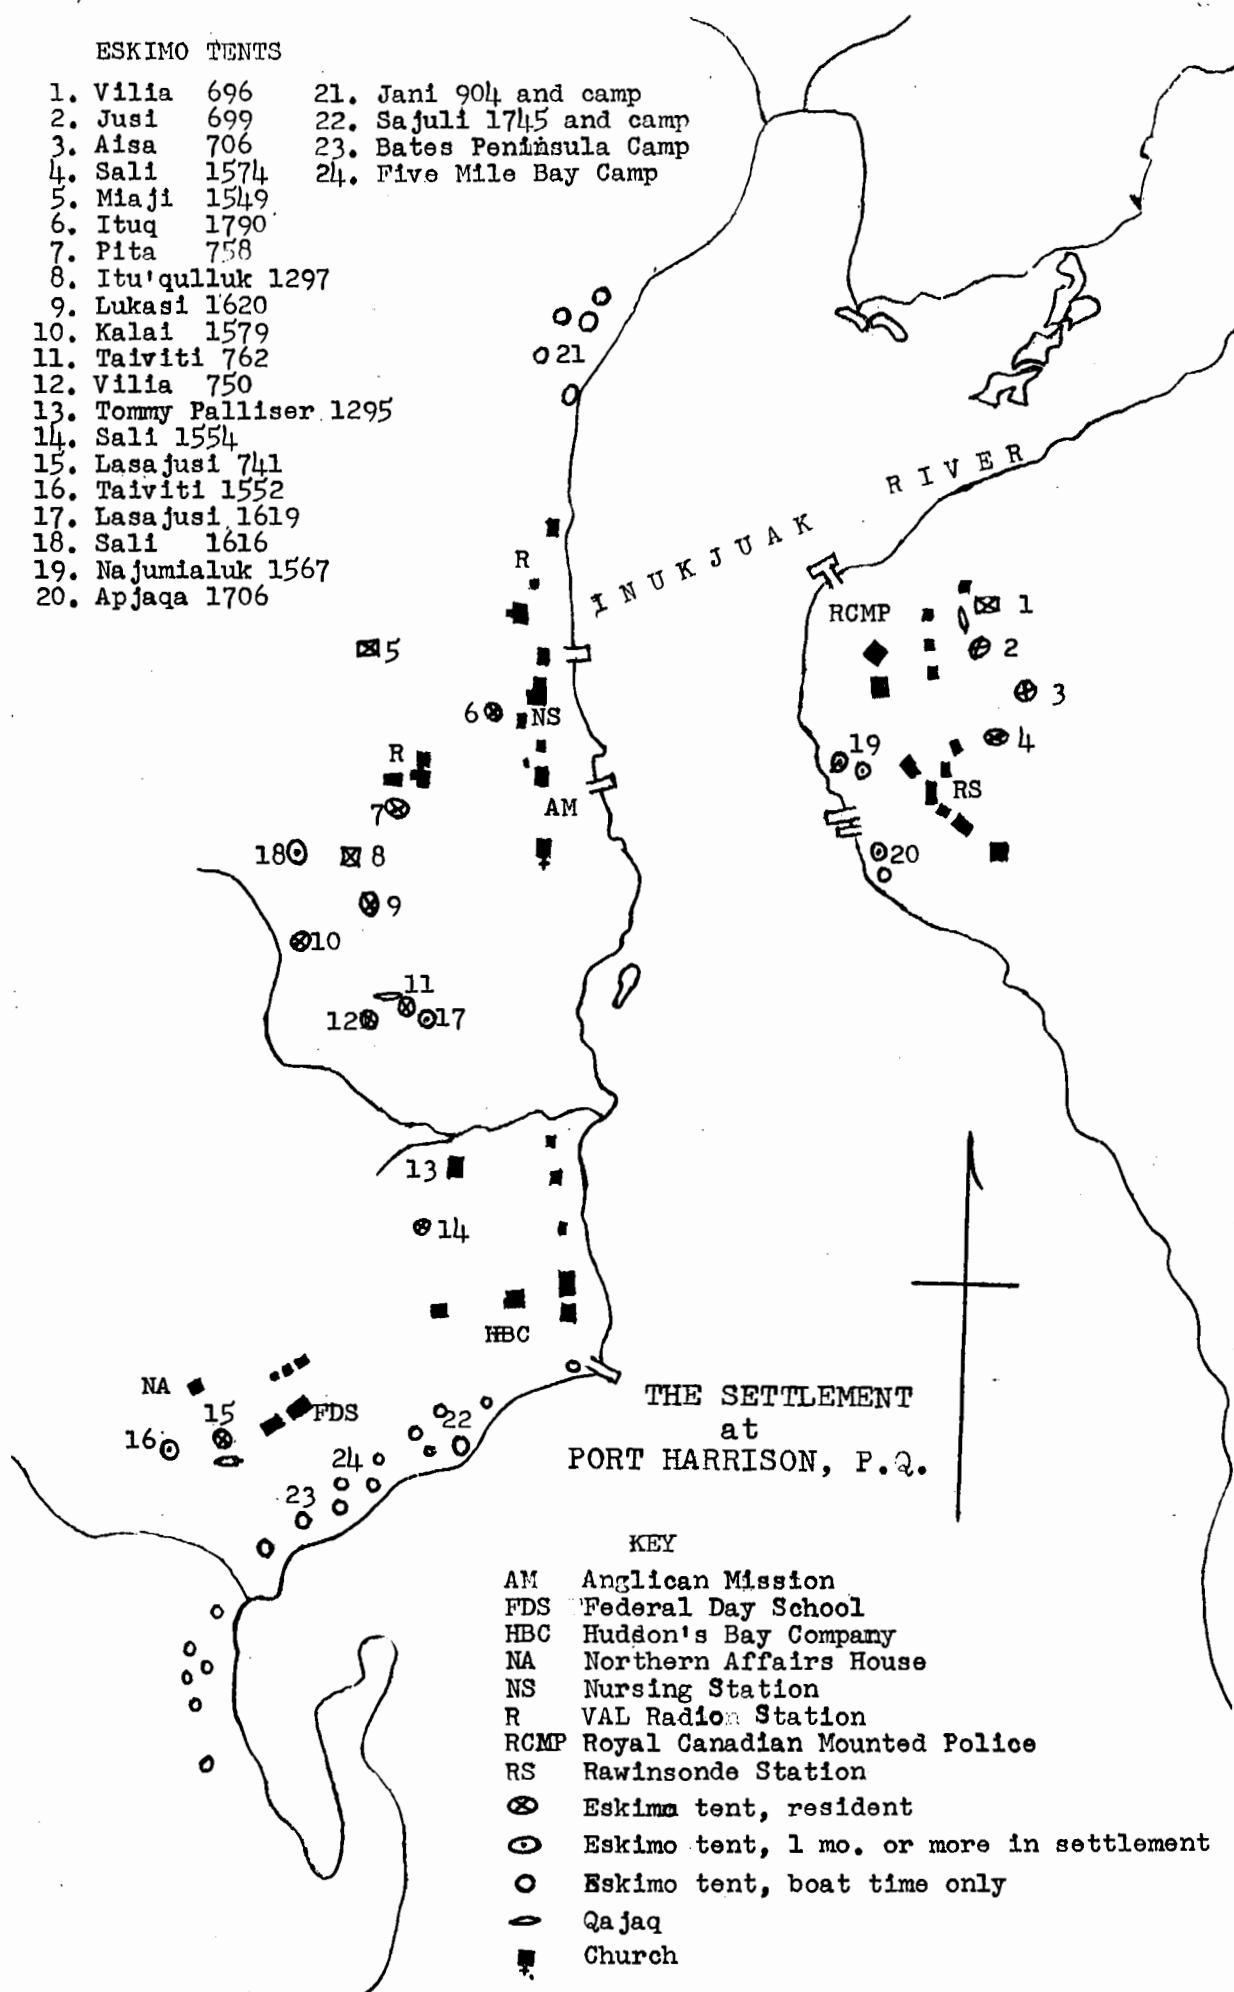 ESKIMO TENTS
1. Vilia 696
2. Jusi 699
3. Aisa 706
4. Sali 1574
5. Miaji 1549
6. Ituq 1790
7. Pita 758
8. Itu'qulluk 1297
9. Lukasi 1620
10. Kalai 1579
11. Taiviti 762
12. Vilia 750
13. Tommy Palliser 1295
14. Sali 1554
15. Lasajusi 741
16. Taiviti 1552
17. Lasajusi 1619
18. Sali 1616
19. Najumialuk 1567
20. Apjaqa 1706
21. Jani 904 and camp
22. Sajuli 1745 and camp
23. Bates Peninsula Camp
24. Five Mile Bay Camp
21
INUKJUAK RIVER
R
RCMP
1
2
3
4
5
6
NS
19
R
RS
7
AM
18
8
20
9
10
11
12
17
13
14
HBC
NA
15
FDS
16
22
24
23
THE SETTLEMENT
at
PORT HARRISON, P.Q.
KEY
AM Anglican Mission
FDS Federal Day School
HBC Huddon's Bay Company
NA Northern Affairs House
NS Nursing Station
R VAL Radio Station
RCMP Royal Canadian Mounted Police
RS Rawinsonde Station
Eskimo tent, resident
Eskimo tent, 1 mo. or more in settlement
Eskimo tent, boat time only
Qajaq
Church